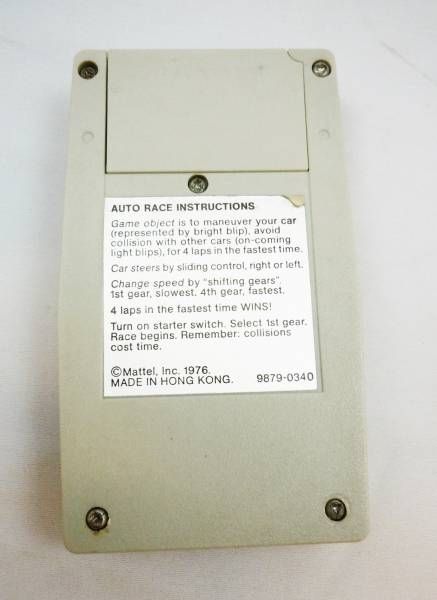 AUTO RACE INSTRUCTIONS
Game object is to maneuver your car
(represented by bright blip), avoid
collision with other cars (on-coming
light blips), for 4 laps in the fastest time.
Car steers by sliding control, right or left.
Change speed by "shifting gears".
1st gear, slowest. 4th gear, fastest.
4 laps in the fastest time WINS!
Turn on starter switch. Select 1st gear.
Race begins. Remember: collisions
cost time.
©Mattel, Inc. 1976.
MADE IN HONG KONG. 9879-0340